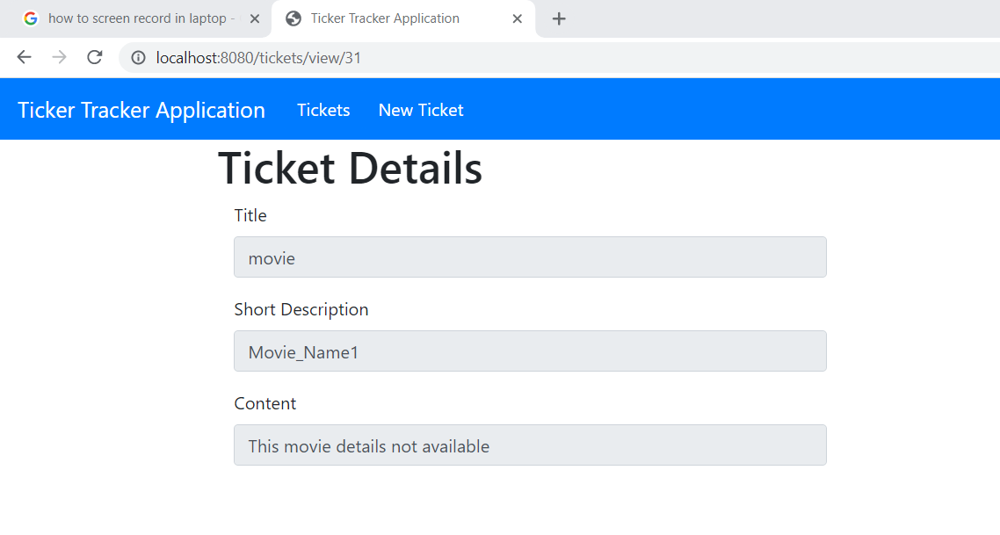 how to screen record in laptop -
Ticker Tracker Application
localhost:8080/tickets/view/31
Ticker Tracker Application Tickets New Ticket
Ticket Details
Title
movie
Short Description
Movie_Name1
Content
This movie details not available